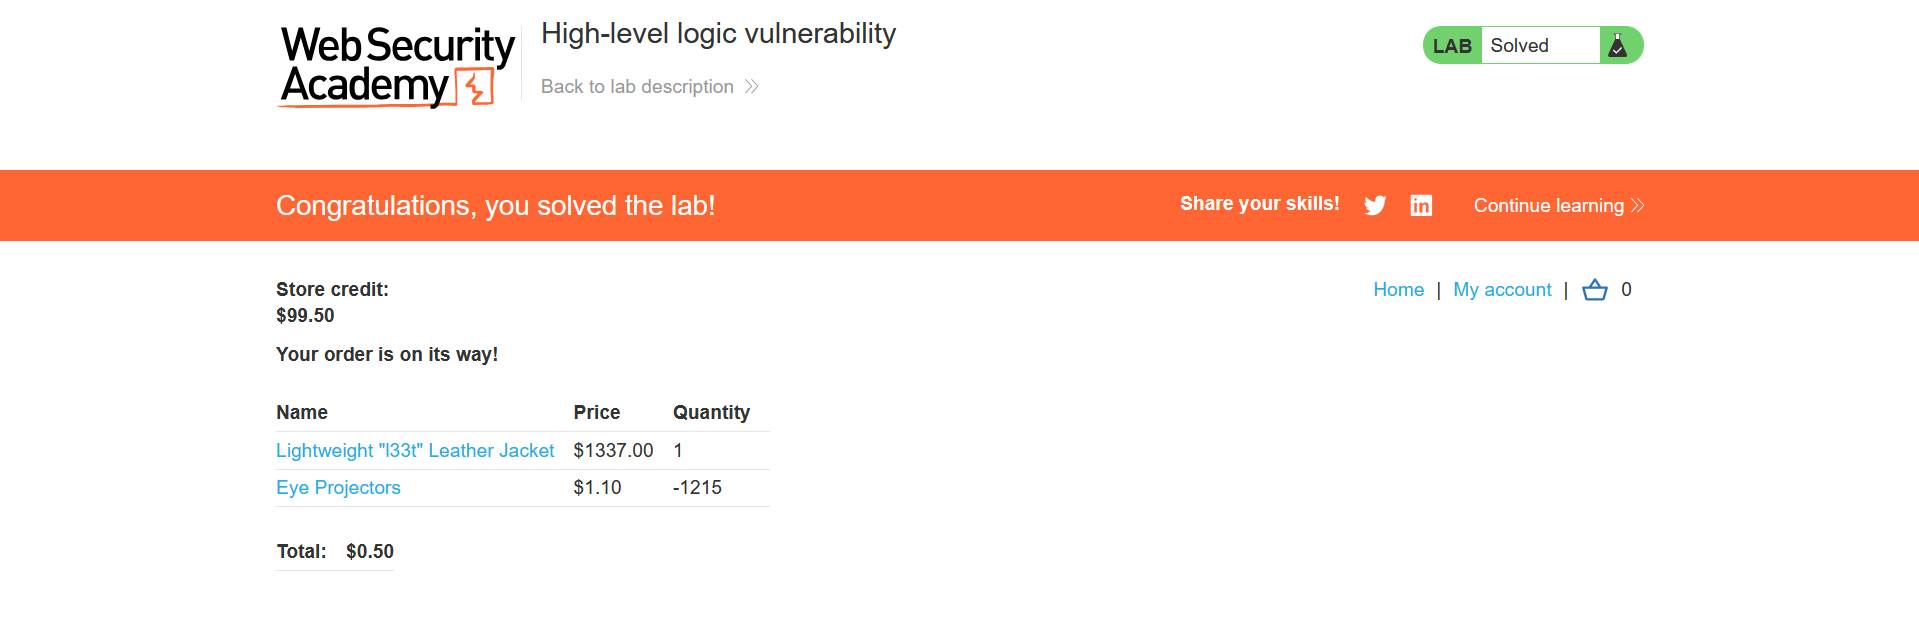 Web Security
Academy
High-level logic vulnerability
Back to lab description
LAB Solved
Congratulations, you solved the lab!
Share your skills!
Continue learning
Store credit:
$99.50
Home | My account | 0
Your order is on its way!
Name Price Quantity
Lightweight "l33t" Leather Jacket $1337.00 1
Eye Projectors $1.10 -1215
Total: $0.50